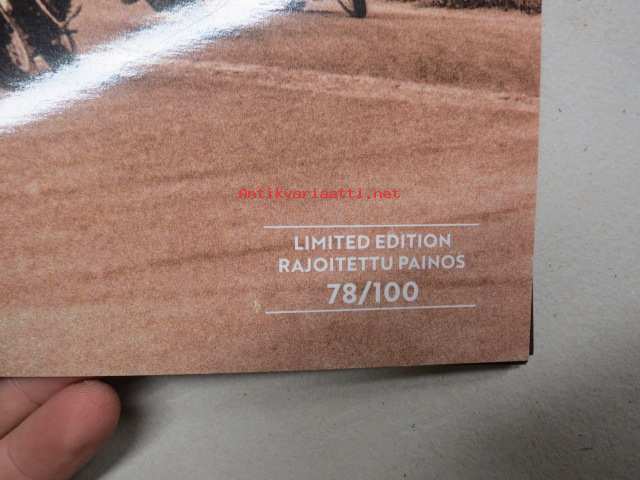 Antikvariaatti.net
LIMITED EDITION
RAJOITETTU PAINOS
78/100